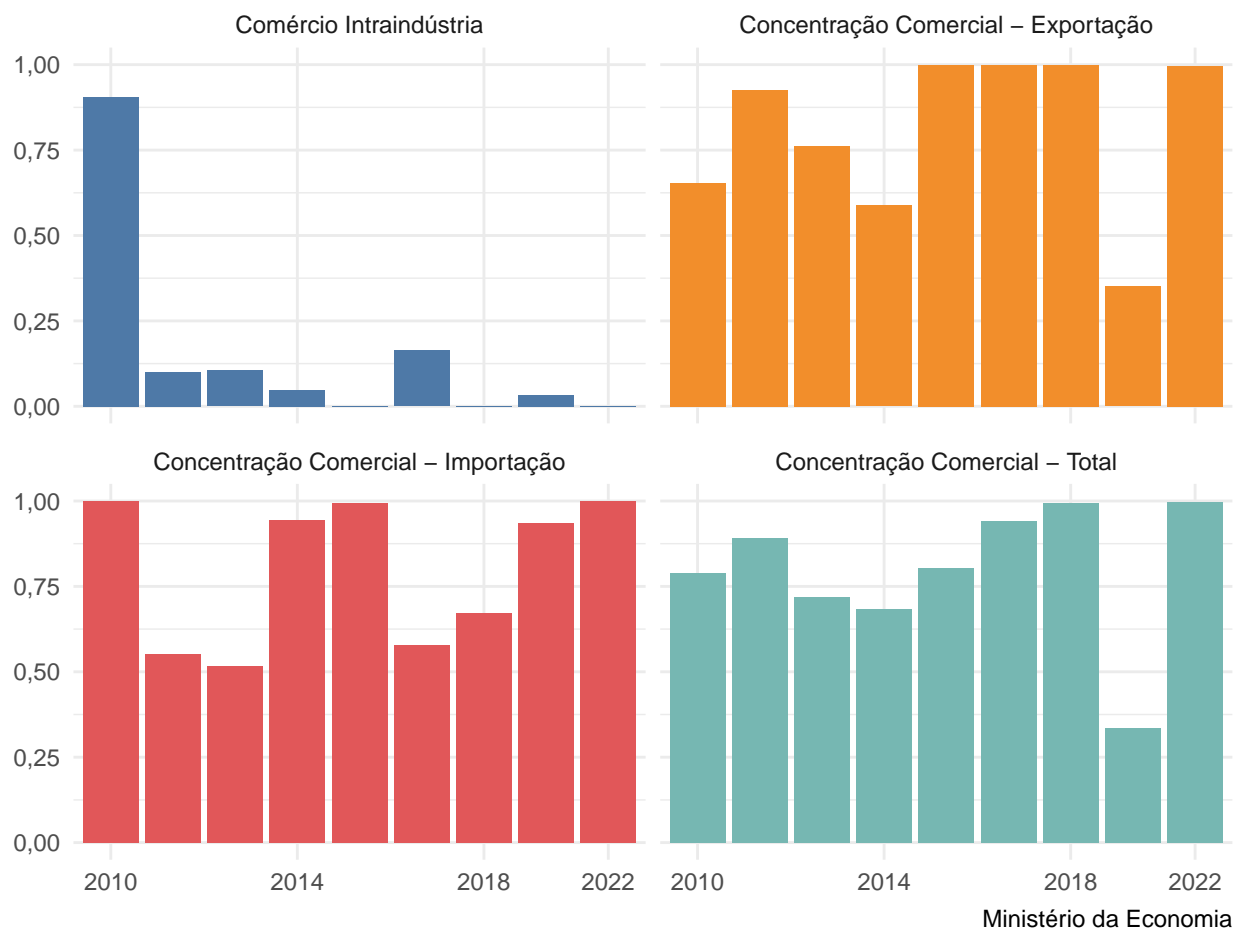 Comércio Intraindústria
Concentração Comercial – Exportação
1,00
0,75
0,50
0,25
0,00
Concentração Comercial – Importação
Concentração Comercial – Total
1,00
0,75
0,50
0,25
0,00
2010 2014 2018 2022
2010 2014 2018 2022
Ministério da Economia